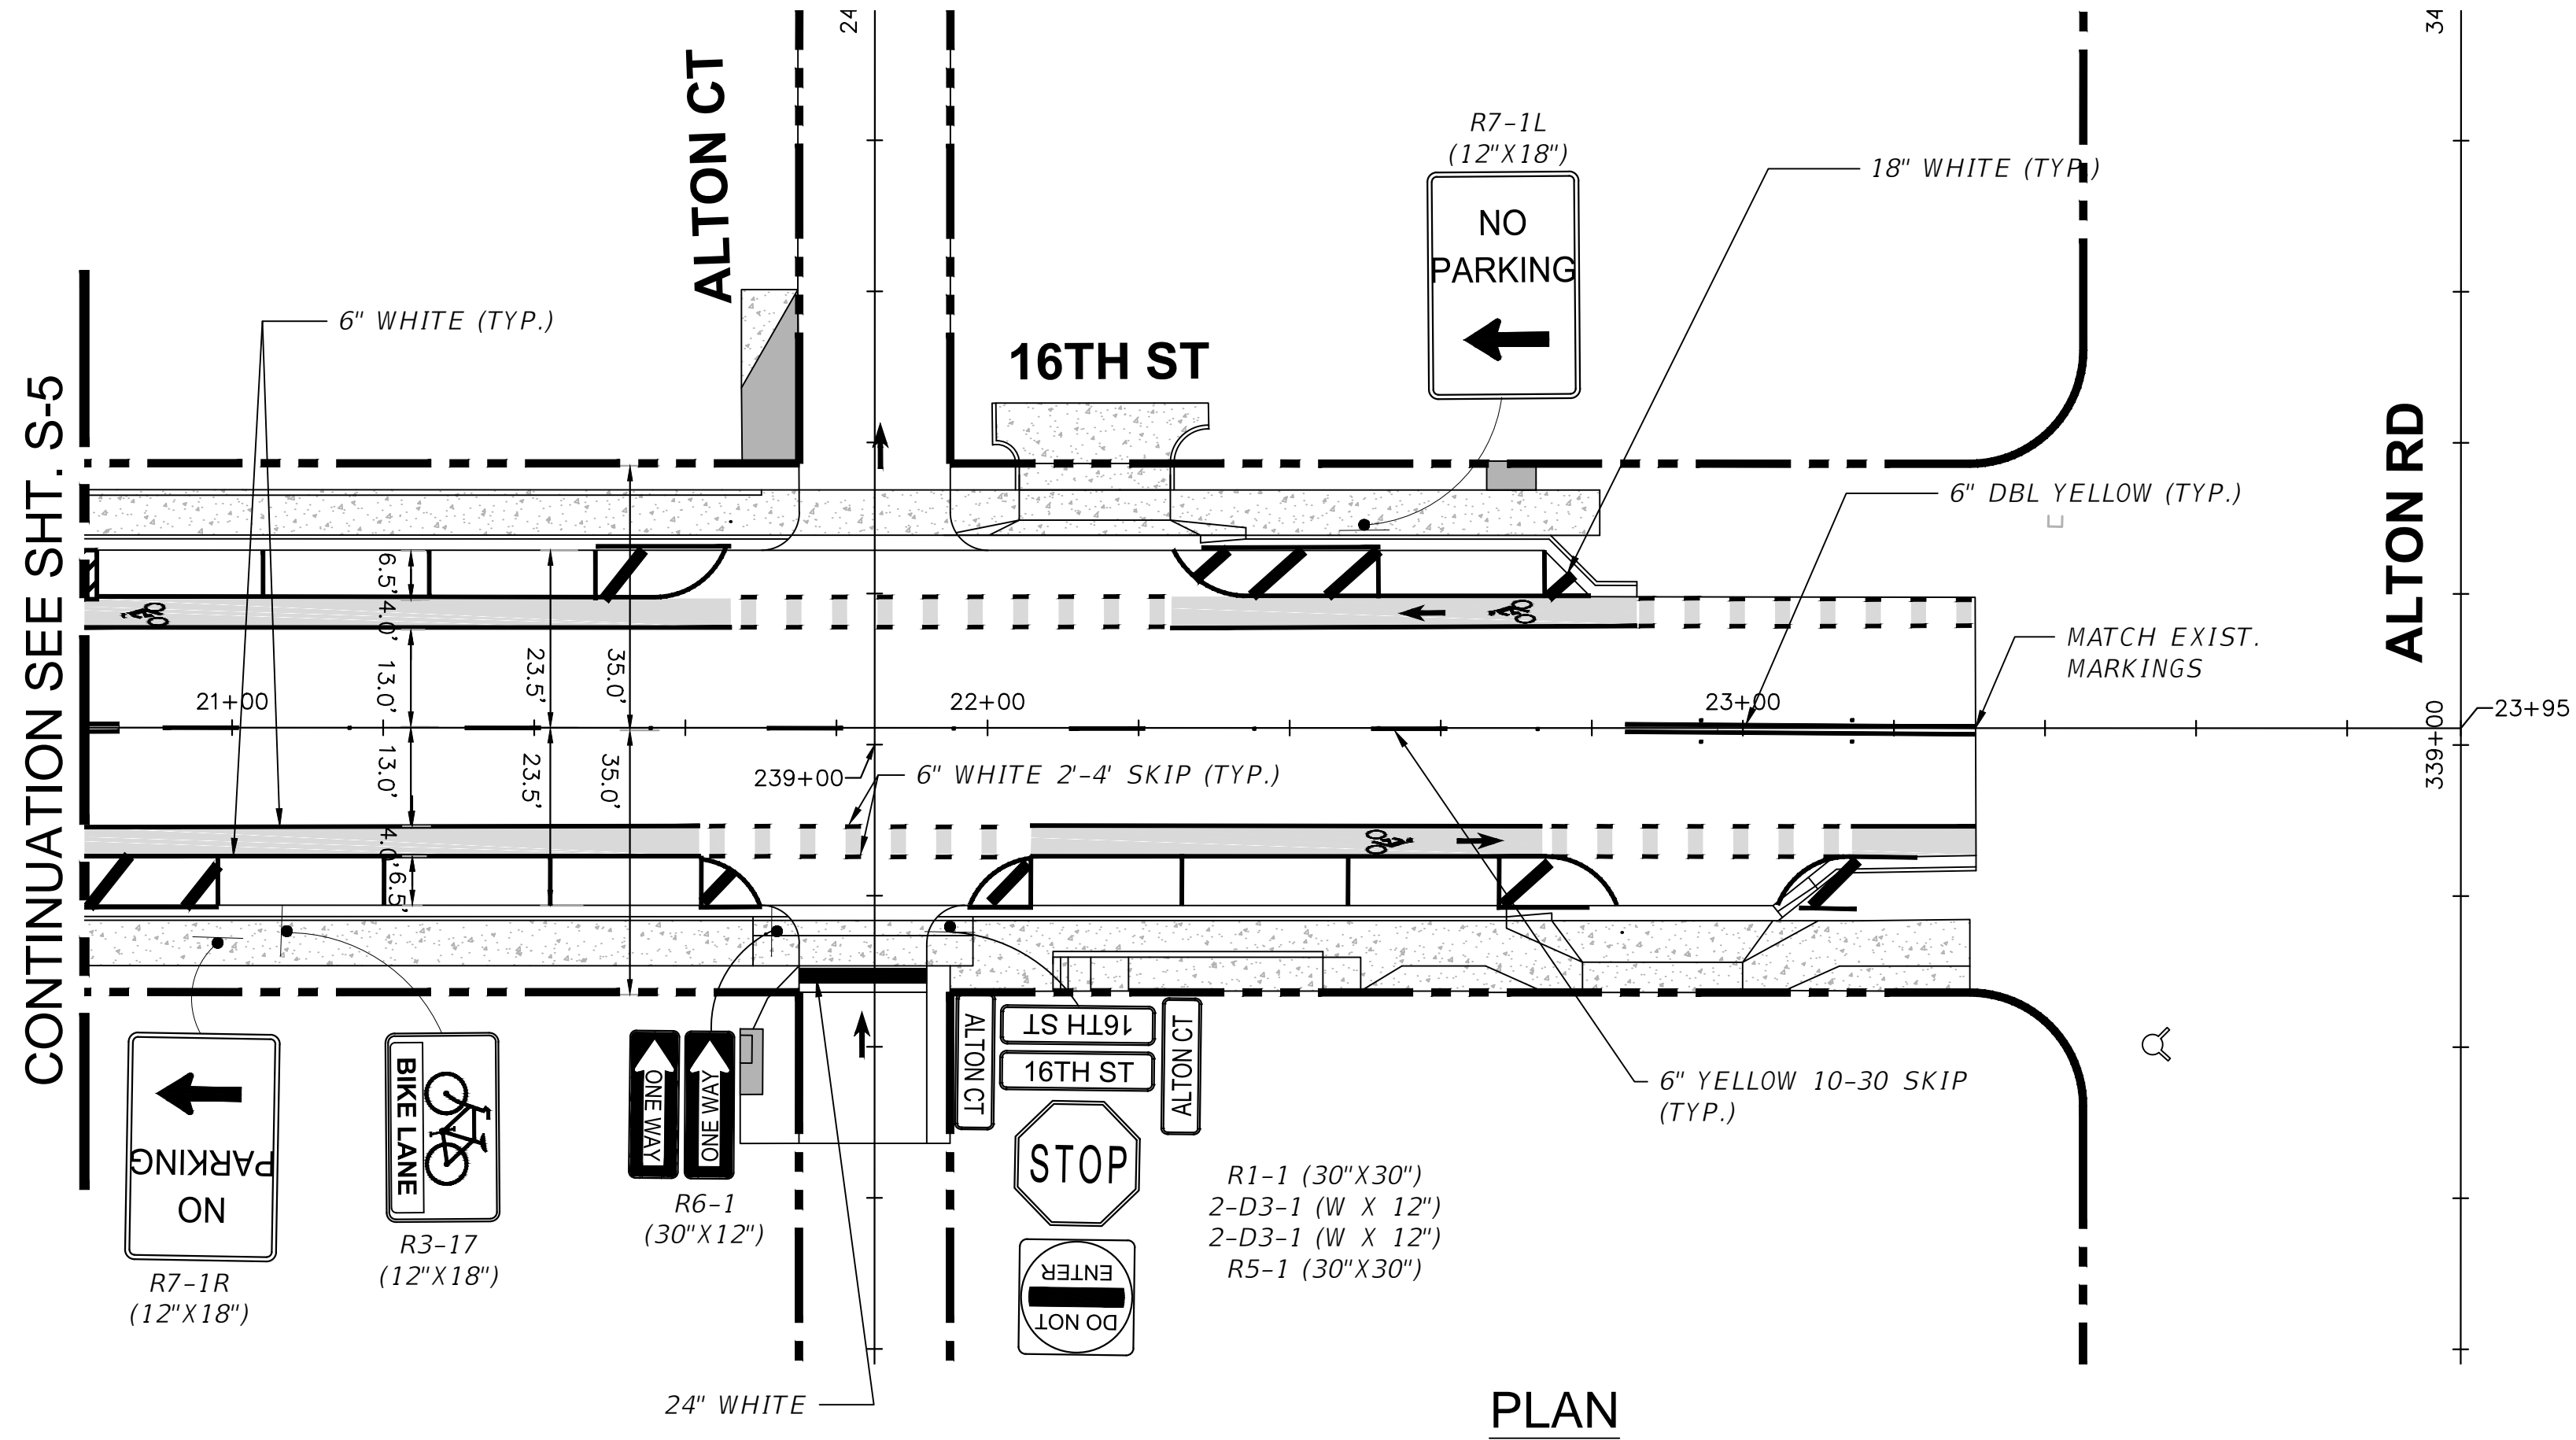 24
34
ALTON CT
R7-1L
(12"X18")
NO
PARKING
18" WHITE (TYP.)
6" WHITE (TYP.)
16TH ST
6" DBL YELLOW (TYP.)
ALTON RD
CONTINUATION SEE SHT. S-5
6.5'
4.0'
13.0'
23.5'
35.0'
MATCH EXIST.
MARKINGS
21+00
22+00
23+00
23+95
339+00
13.0'
23.5'
35.0'
239+00
6" WHITE 2'-4' SKIP (TYP.)
4.0'
6.5'
6" YELLOW 10-30 SKIP
(TYP.)
NO
PARKING
R7-1R
(12"X18")
BIKE LANE
R3-17
(12"X18")
ONE WAY
ONE WAY
R6-1
(30"X12")
ALTON CT
16TH ST
16TH ST
ALTON CT
STOP
DO NOT
ENTER
R1-1 (30"X30")
2-D3-1 (W X 12")
2-D3-1 (W X 12")
R5-1 (30"X30")
24" WHITE
PLAN